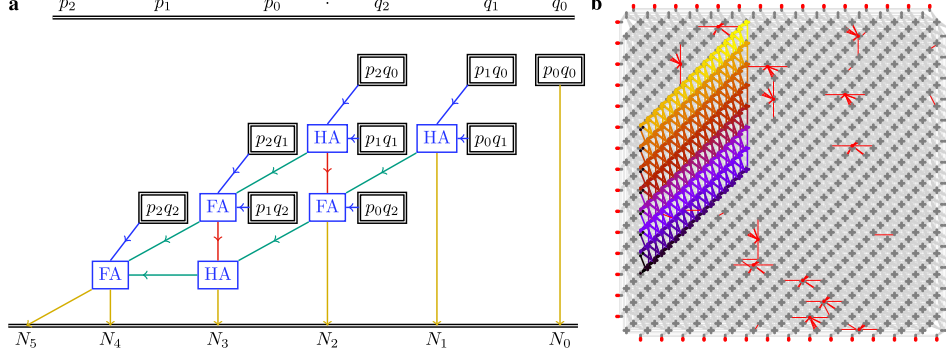 a b
p₂ p₁ p₀ · q₂ q₁ q₀
p₂q₀ p₁q₀ p₀q₀
p₂q₁ HA p₁q₁ HA p₀q₁
p₂q₂ FA p₁q₂ FA p₀q₂
FA HA
N₅ N₄ N₃ N₂ N₁ N₀